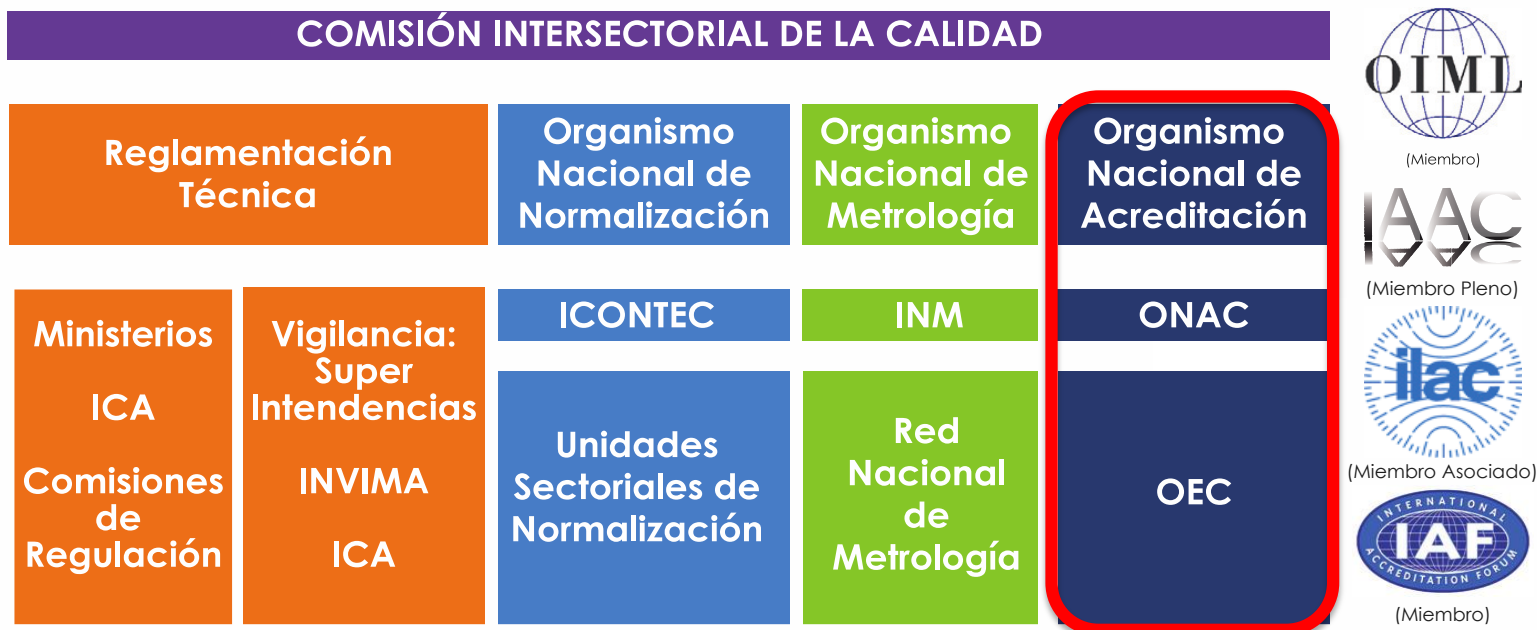 COMISIÓN INTERSECTORIAL DE LA CALIDAD
Reglamentación
Técnica
Organismo
Nacional de
Normalización
Organismo
Nacional de
Metrología
Organismo
Nacional de
Acreditación
Ministerios
ICA
Comisiones
de
Regulación
Vigilancia:
Super
Intendencias
INVIMA
ICA
ICONTEC
Unidades
Sectoriales de
Normalización
INM
Red
Nacional
de
Metrología
ONAC
OEC
OIML
(Miembro)
IAAC
(Miembro Pleno)
ilac
(Miembro Asociado)
INTERNATIONAL
IAF
ACCREDITATION FORUM
(Miembro)